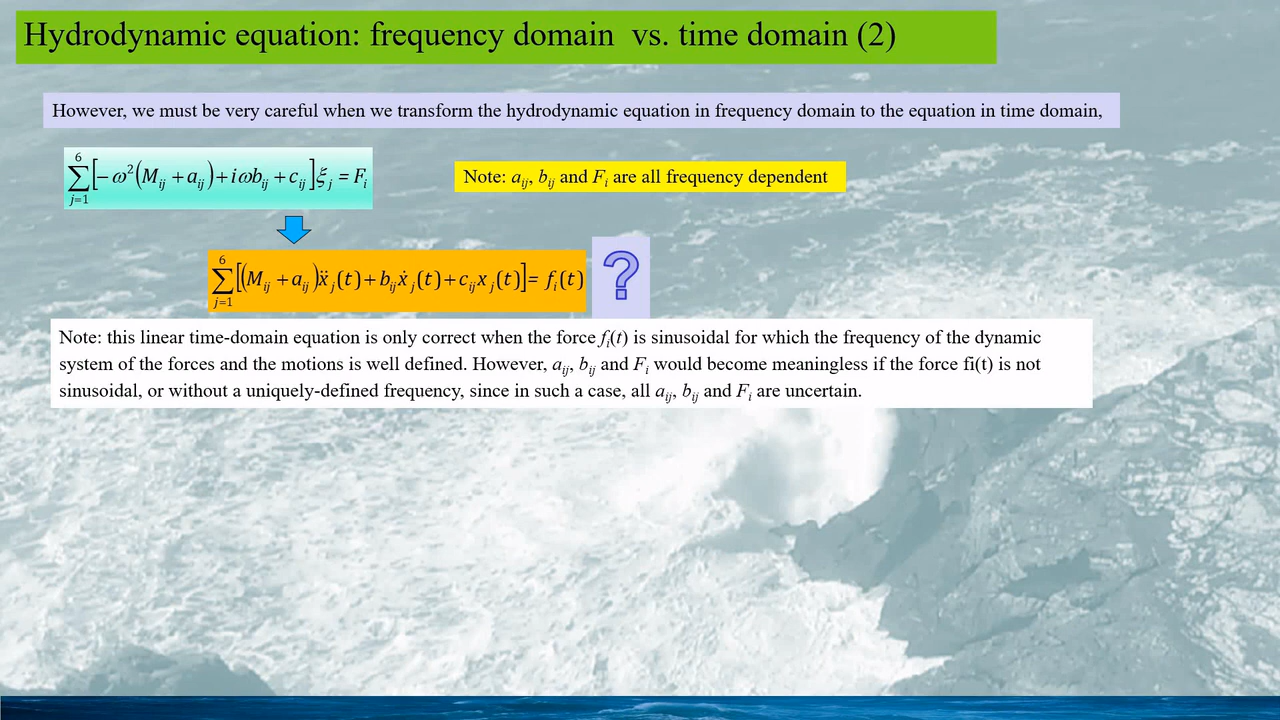 Hydrodynamic equation: frequency domain vs. time domain (2)
However, we must be very careful when we transform the hydrodynamic equation in frequency domain to the equation in time domain,
∑_{j=1}^{6} [−ω²(M_ij + a_ij) + iωb_ij + c_ij]ξ_j = F_i
Note: a_ij, b_ij and F_i are all frequency dependent
∑_{j=1}^{6} [(M_ij + a_ij)ẍ_j(t) + b_ij ẋ_j(t) + c_ij x_j(t)] = f_i(t)
?
Note: this linear time-domain equation is only correct when the force f_i(t) is sinusoidal for which the frequency of the dynamic
system of the forces and the motions is well defined. However, a_ij, b_ij and F_i would become meaningless if the force fi(t) is not
sinusoidal, or without a uniquely-defined frequency, since in such a case, all a_ij, b_ij and F_i are uncertain.